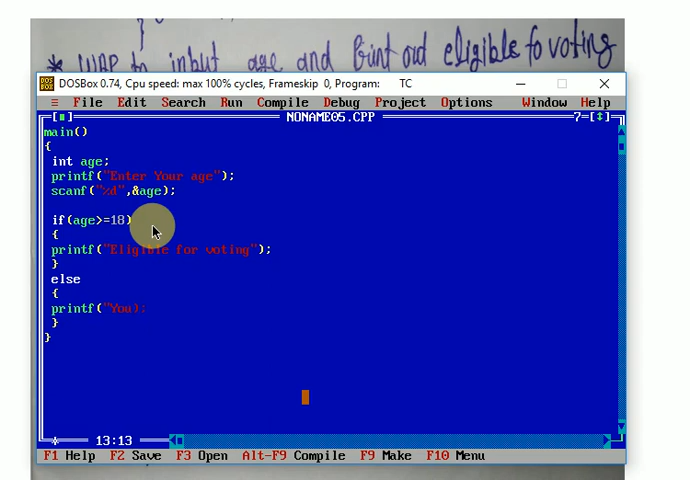 * WAP to input age and Print out eligible fo voting
DOSBox 0.74, Cpu speed: max 100% cycles, Frameskip 0, Program: TC
≡ File Edit Search Run Compile Debug Project Options Window Help
[■] NONAME05.CPP 7=[↕]
main()
{
int age;
printf("Enter Your age");
scanf("%d",&age);
if(age>=18)
{
printf("Eligible for voting");
}
else
{
printf("You);
}
}
* 13:13
F1 Help F2 Save F3 Open Alt-F9 Compile F9 Make F10 Menu